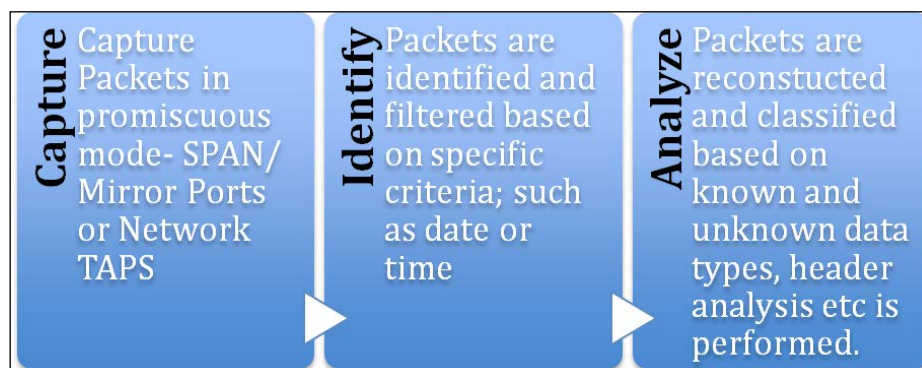 Capture
Capture
Packets in
promiscuous
mode- SPAN/
Mirror Ports
or Network
TAPS
Identify
Packets are
identified and
filtered based
on specific
criteria; such
as date or
time
Analyze
Packets are
reconstucted
and classified
based on
known and
unknown data
types, header
analysis etc is
performed.